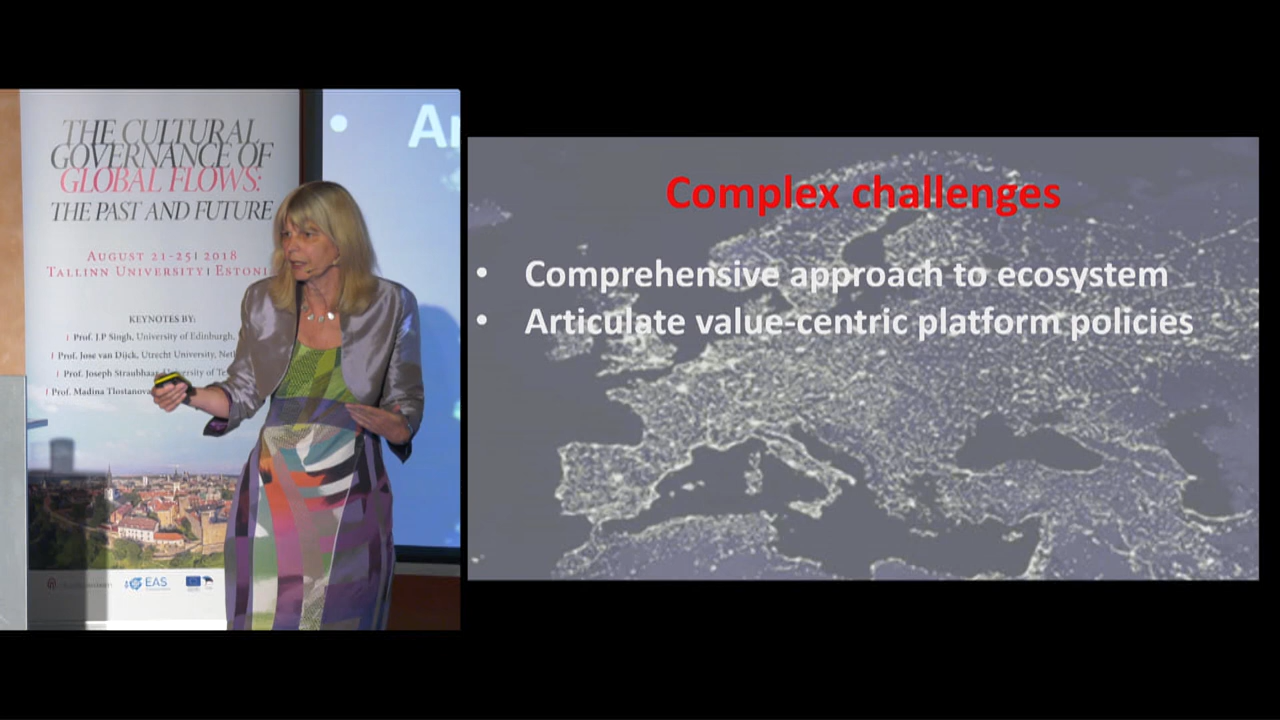 THE CULTURAL
GOVERNANCE OF
GLOBAL FLOWS:
THE PAST AND FUTURE
AUGUST 21-25| 2018
TALLINN UNIVERSITY | ESTONI
KEYNOTES BY:
| Prof. J.P Singh, University of Edinburgh,
| Prof. Jose van Dijck, Utrecht University, Net
| Prof. Joseph Straubhaar, University of Te
| Prof. Madina Tlostanova
EAS
• Ar
Complex challenges
• Comprehensive approach to ecosystem
• Articulate value-centric platform policies